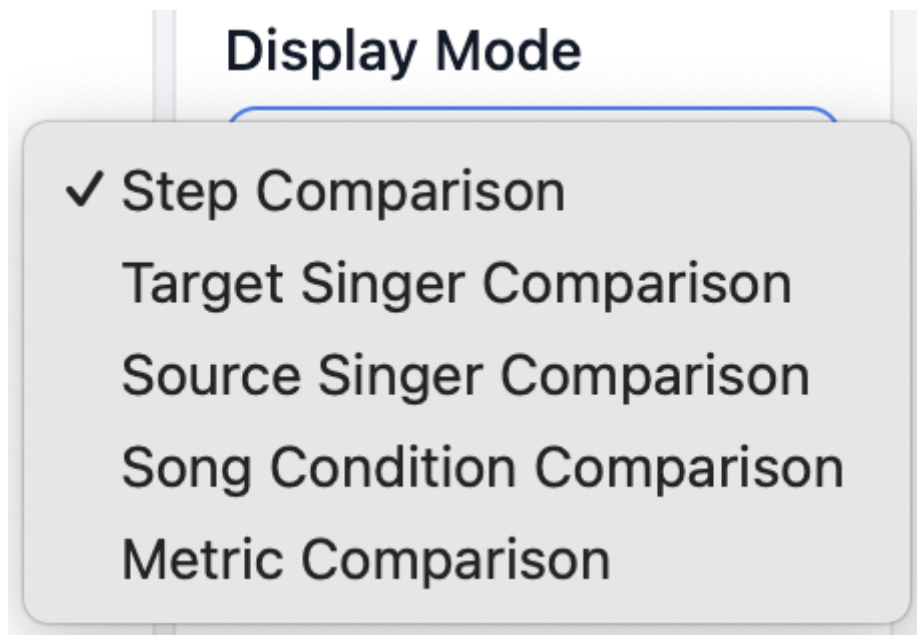 Display Mode
✓ Step Comparison
Target Singer Comparison
Source Singer Comparison
Song Condition Comparison
Metric Comparison